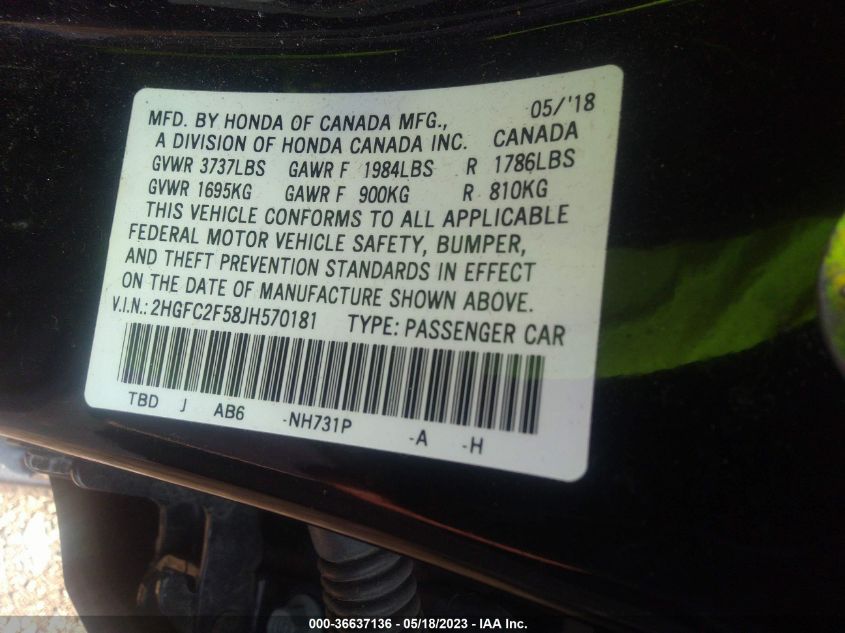 05/'18
MFD. BY HONDA OF CANADA MFG.,
A DIVISION OF HONDA CANADA INC. CANADA
GVWR 3737LBS GAWR F 1984LBS R 1786LBS
GVWR 1695KG GAWR F 900KG R 810KG
THIS VEHICLE CONFORMS TO ALL APPLICABLE
FEDERAL MOTOR VEHICLE SAFETY, BUMPER,
AND THEFT PREVENTION STANDARDS IN EFFECT
ON THE DATE OF MANUFACTURE SHOWN ABOVE.
V.I.N.: 2HGFC2F58JH570181 TYPE: PASSENGER CAR
TBD J AB6 -NH731P -A -H
000-36637136 - 05/18/2023 - IAA Inc.